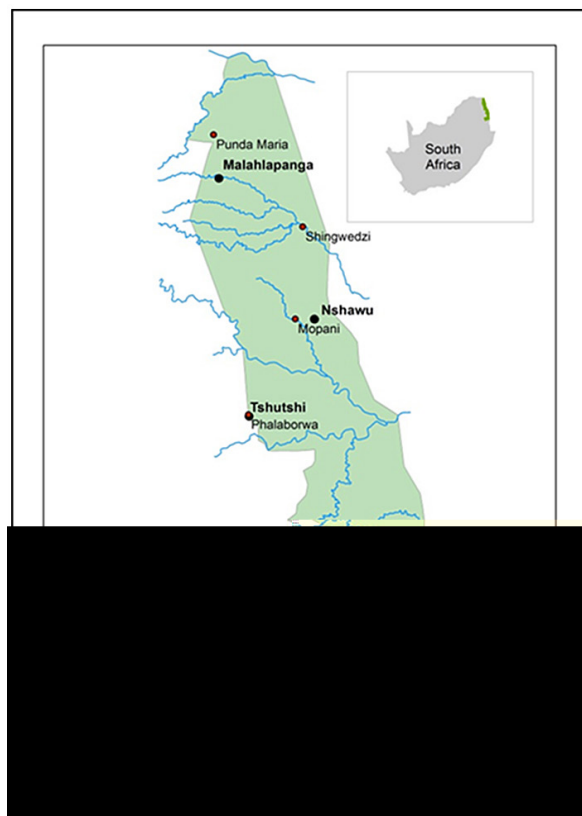 Punda Maria
Malahlapanga
South
Africa
Shingwedzi
Nshawu
Mopani
Tshutshi
Phalaborwa